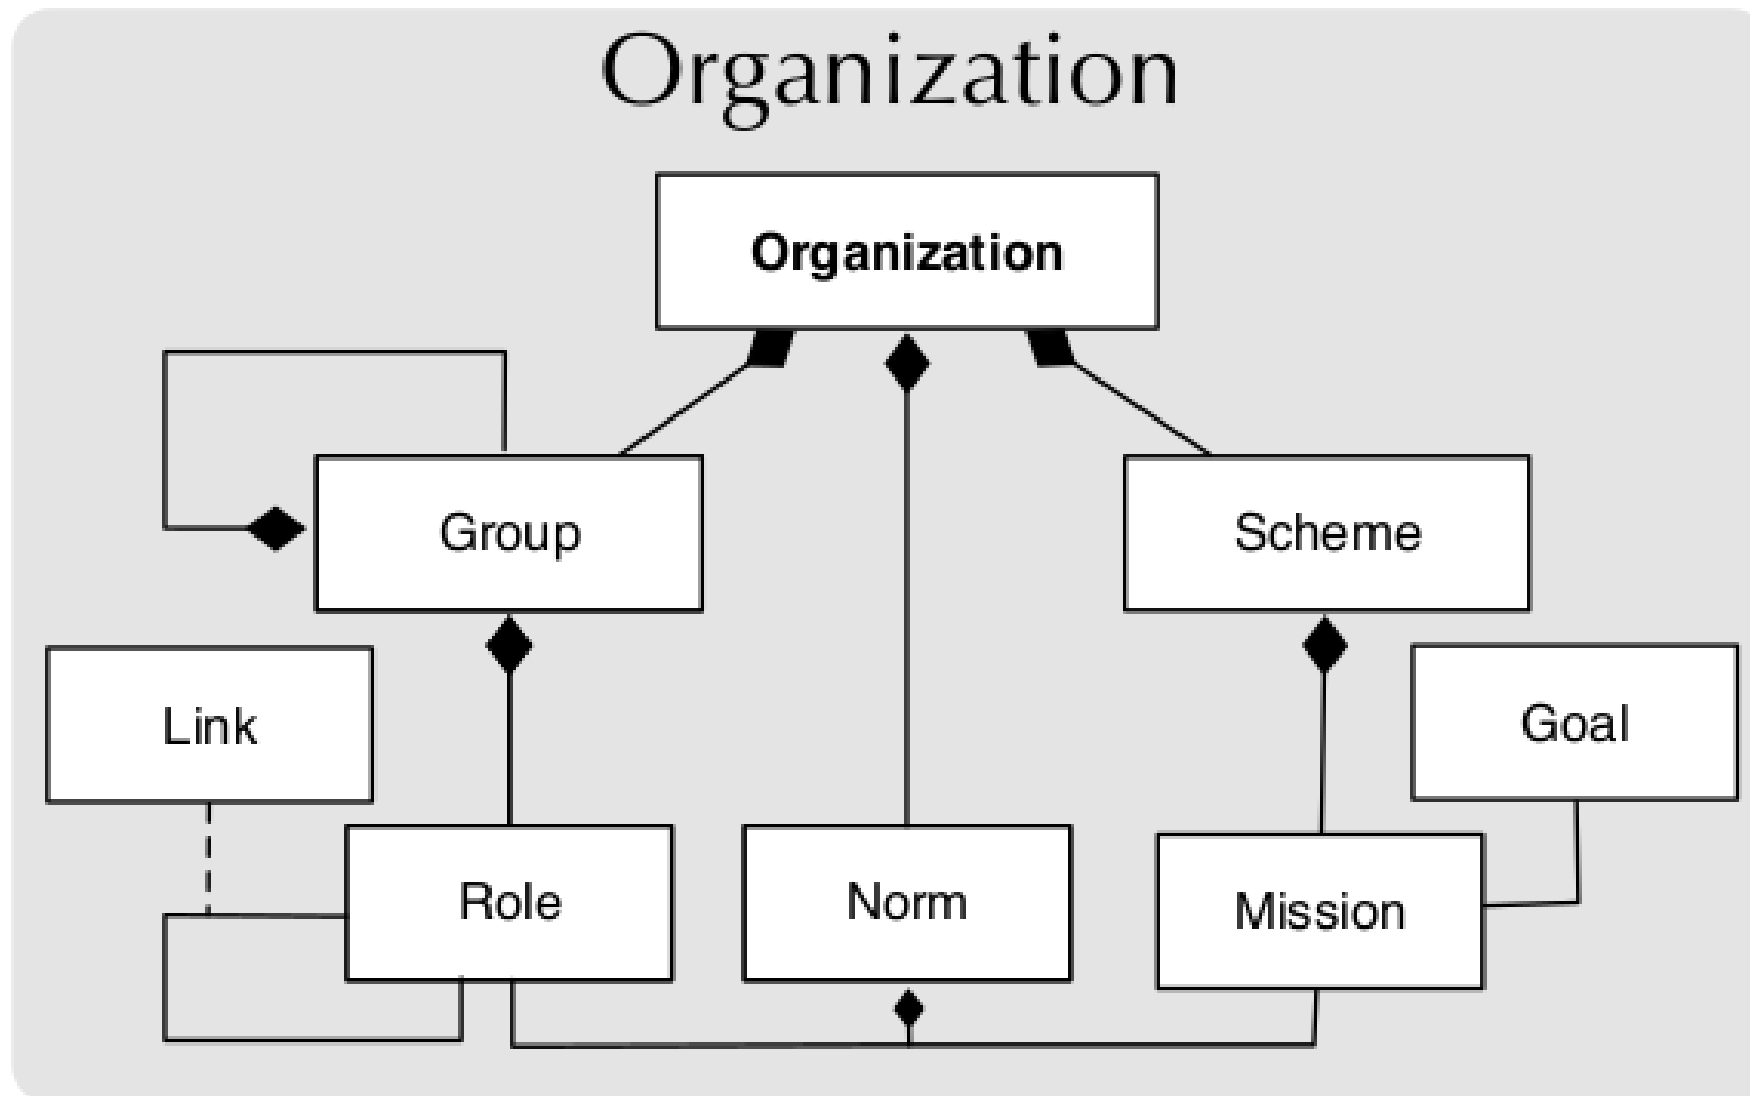 Organization
Organization
Group
Scheme
Link
Goal
Role
Norm
Mission